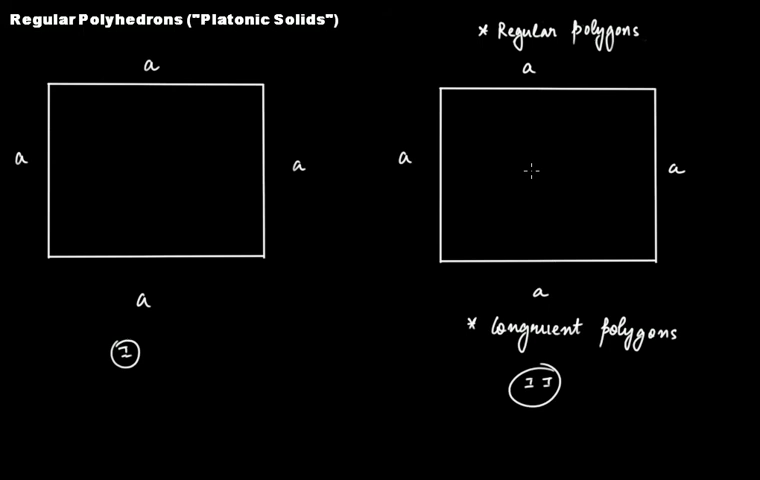 Regular Polyhedrons ("Platonic Solids")
* Regular polygons
a
a
a
a
a
a
a
a
* Congruent polygons
I
II